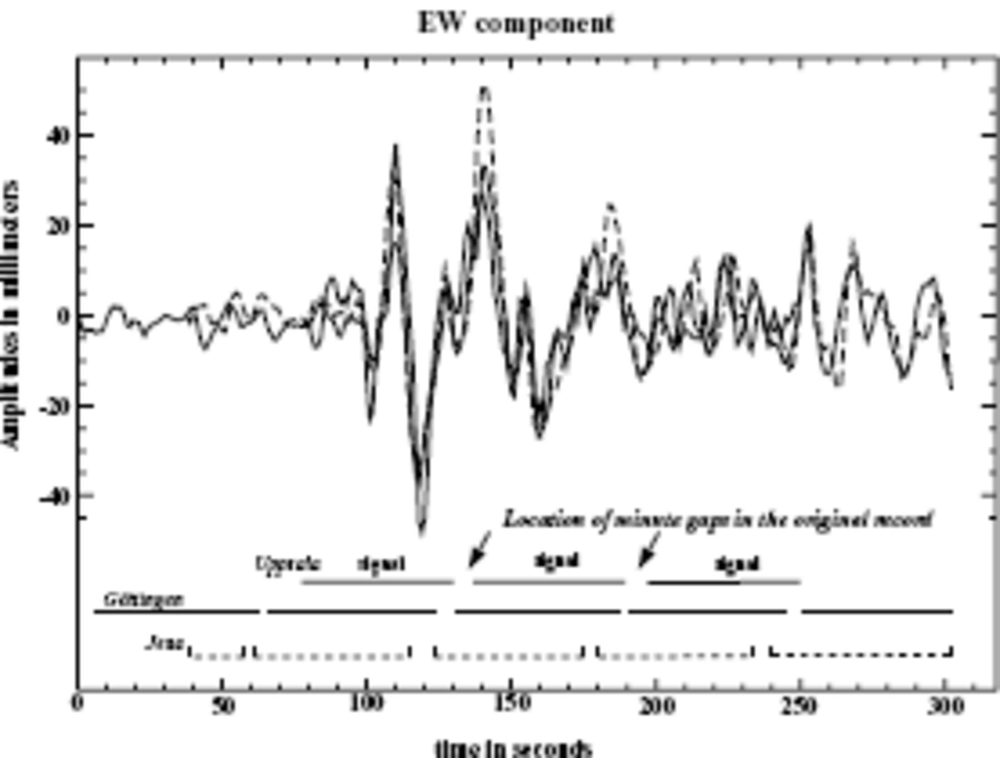 EW component
Amplitudes in millimeters
40
20
0
-20
-40
Location of minute gaps in the original record
Uppsala signal signal signal
Göttingen
Jena
0 50 100 150 200 250 300
time in seconds